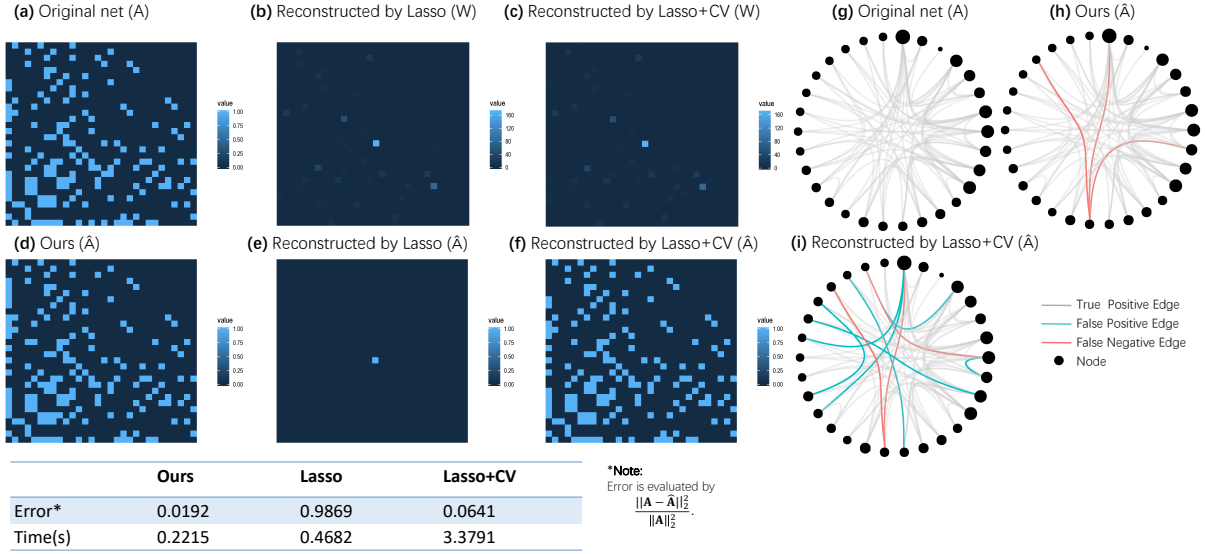 (a) Original net (A)
(b) Reconstructed by Lasso (W)
(c) Reconstructed by Lasso+CV (W)
(g) Original net (A)
(h) Ours (Â)
value
1.00
0.75
0.50
0.25
0.00
value
160
120
80
40
0
value
160
120
80
40
0
(d) Ours (Â)
(e) Reconstructed by Lasso (Â)
(f) Reconstructed by Lasso+CV (Â)
(i) Reconstructed by Lasso+CV (Â)
value
1.00
0.75
0.50
0.25
0.00
value
1.00
0.75
0.50
0.25
0.00
value
1.00
0.75
0.50
0.25
0.00
True Positive Edge
False Positive Edge
False Negative Edge
Node
Ours Lasso Lasso+CV
Error* 0.0192 0.9869 0.0641
Time(s) 0.2215 0.4682 3.3791
*Note:
Error is evaluated by
||A − Â||₂²
‖A‖₂² .